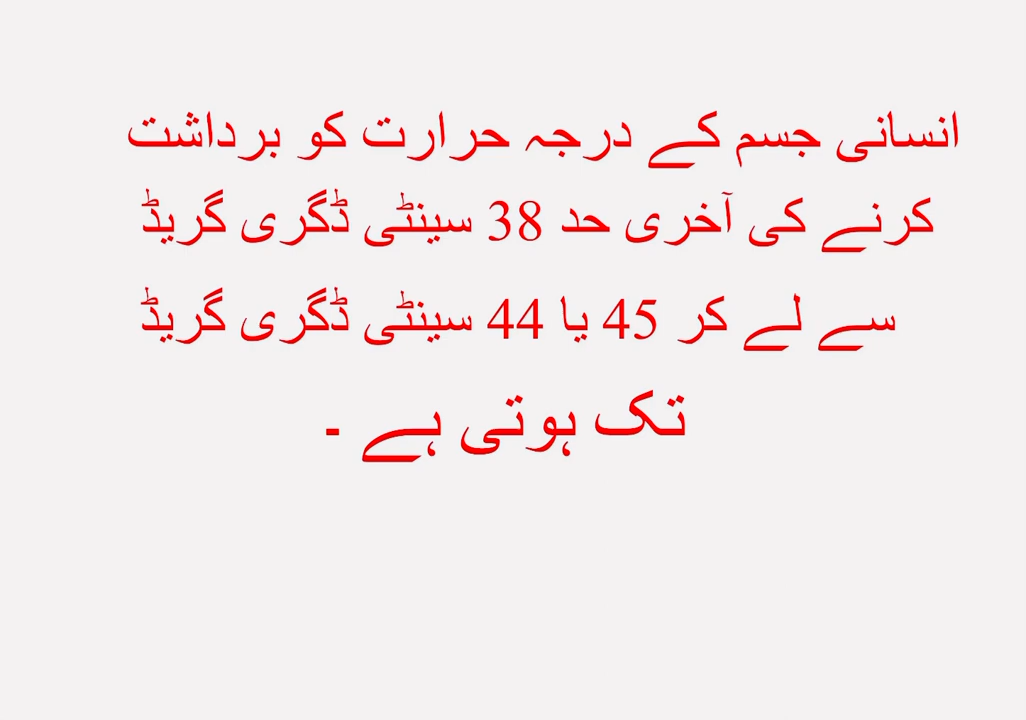 انسانی جسم کے درجہ حرارت کو برداشت
کرنے کی آخری حد 38 سینٹی ڈگری گریڈ
سے لے کر 45 یا 44 سینٹی ڈگری گریڈ
تک ہوتی ہے ۔